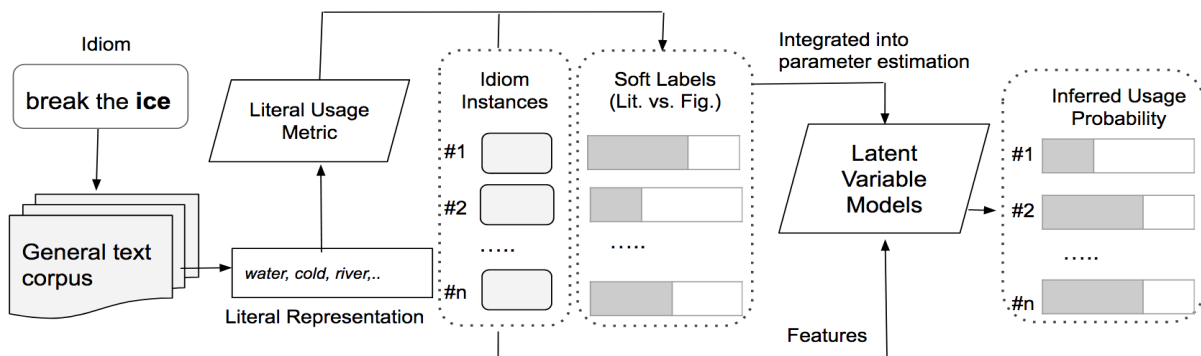 Idiom
break the ice
General text
corpus
Literal Usage
Metric
water, cold, river,..
Literal Representation
Idiom
Instances
#1
#2
.....
#n
Soft Labels
(Lit. vs. Fig.)
.....
Integrated into
parameter estimation
Latent
Variable
Models
Features
Inferred Usage
Probability
#1
#2
.....
#n